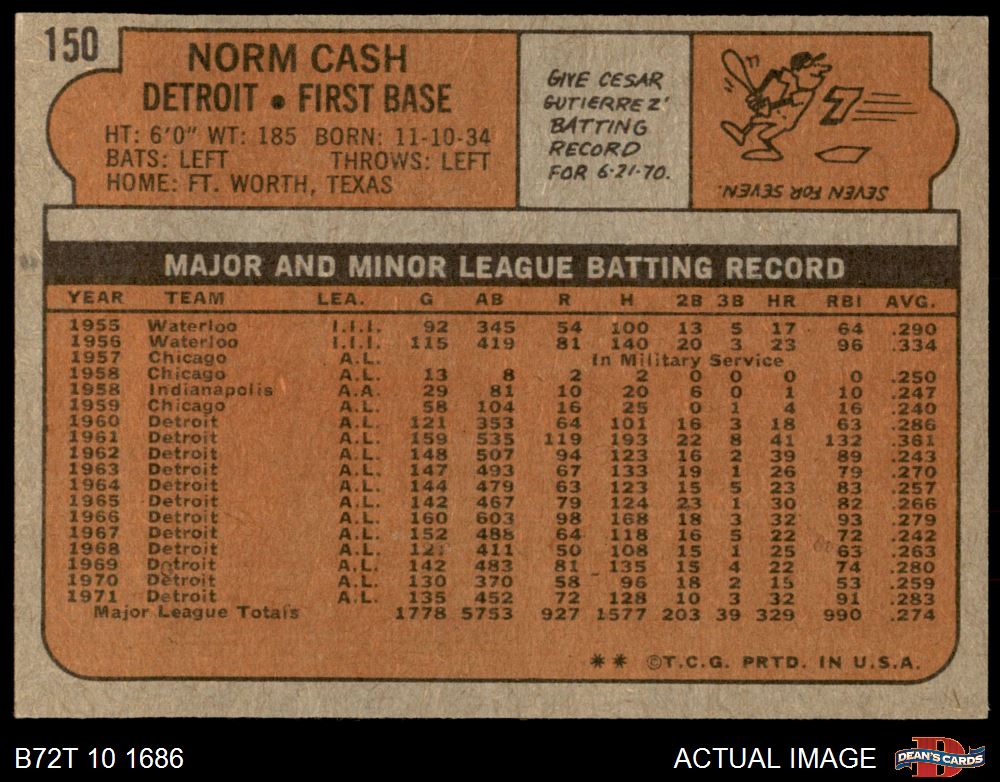 150
NORM CASH
DETROIT • FIRST BASE
HT: 6'0" WT: 185 BORN: 11-10-34
BATS: LEFT THROWS: LEFT
HOME: FT. WORTH, TEXAS
GIVE CESAR
GUTIERREZ'
BATTING
RECORD
FOR 6-21-70.
7
SEVEN FOR SEVEN.
MAJOR AND MINOR LEAGUE BATTING RECORD
YEAR TEAM LEA. G AB R H 2B 3B HR RBI AVG.
1955 Waterloo I.I.I. 92 345 54 100 13 5 17 64 .290
1956 Waterloo I.I.I. 115 419 81 140 20 3 23 96 .334
1957 Chicago A.L. In Military Service
1958 Chicago A.L. 13 8 2 2 0 0 0 0 .250
1958 Indianapolis A.A. 29 81 10 20 6 0 1 10 .247
1959 Chicago A.L. 58 104 16 25 0 1 4 16 .240
1960 Detroit A.L. 121 353 64 101 16 3 18 63 .286
1961 Detroit A.L. 159 535 119 193 22 8 41 132 .361
1962 Detroit A.L. 148 507 94 123 16 2 39 89 .243
1963 Detroit A.L. 147 493 67 133 19 1 26 79 .270
1964 Detroit A.L. 144 479 63 123 15 5 23 83 .257
1965 Detroit A.L. 142 467 79 124 23 1 30 82 .266
1966 Detroit A.L. 160 603 98 168 18 3 32 93 .279
1967 Detroit A.L. 152 488 64 118 16 5 22 72 .242
1968 Detroit A.L. 121 411 50 108 15 1 25 63 .263
1969 Detroit A.L. 142 483 81 135 15 4 22 74 .280
1970 Detroit A.L. 130 370 58 96 18 2 15 53 .259
1971 Detroit A.L. 135 452 72 128 10 3 32 91 .283
Major League Totals 1778 5753 927 1577 203 39 329 990 .274
** ©T.C.G. PRTD. IN U.S.A.
B72T 10 1686
ACTUAL IMAGE
D
DEAN'S CARDS